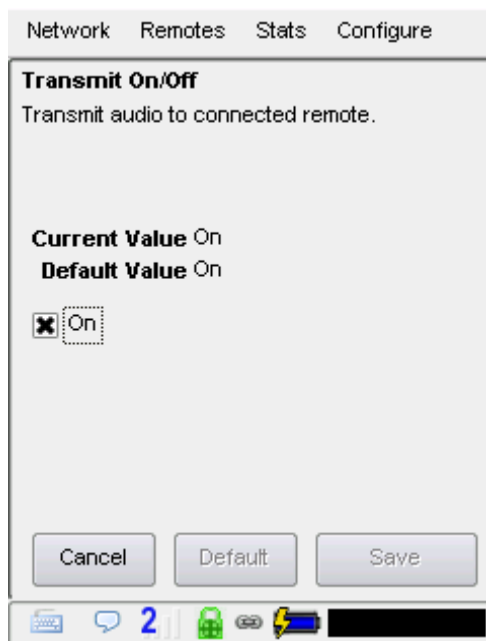 Network Remotes Stats Configure
Transmit On/Off
Transmit audio to connected remote.
Current Value On
Default Value On
On
Cancel Default Save
2